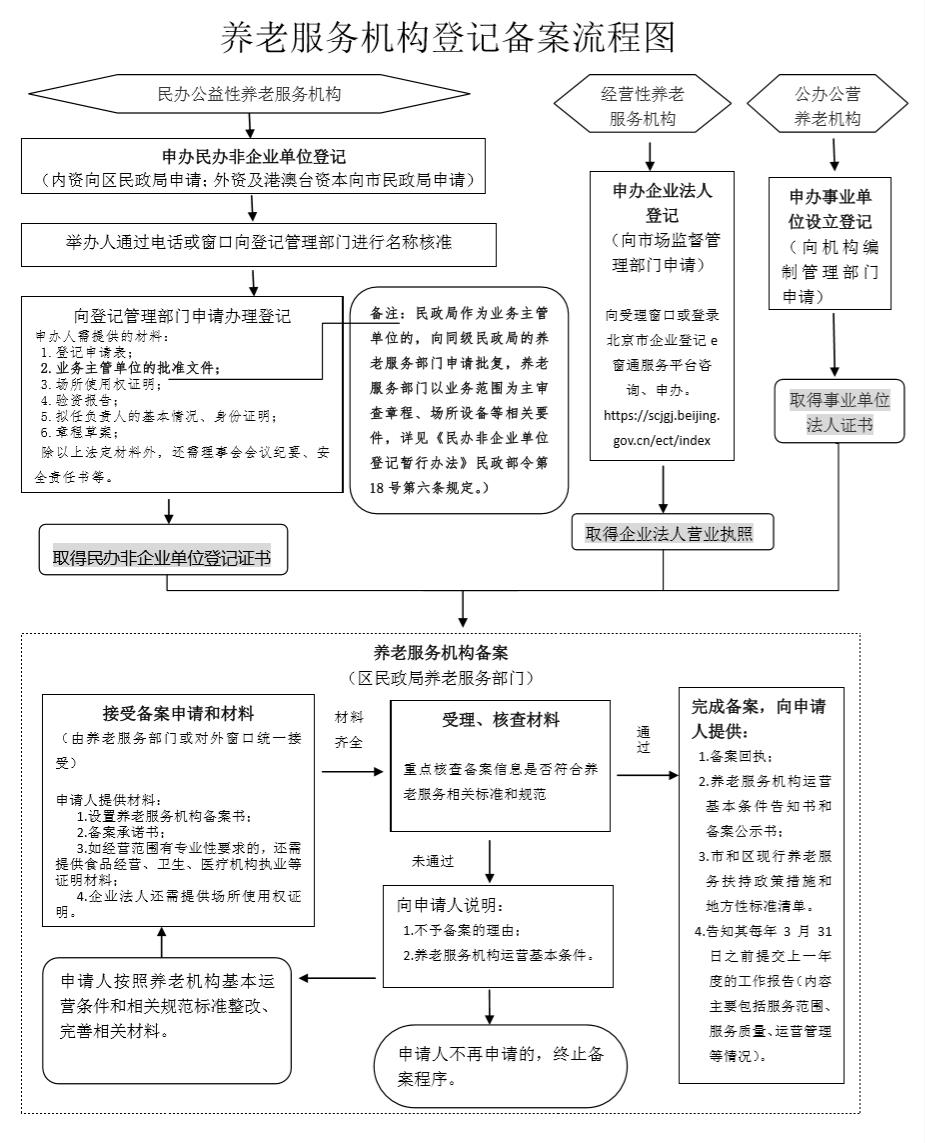 养老服务机构登记备案流程图
民办公益性养老服务机构
申办民办非企业单位登记
（内资向区民政局申请；外资及港澳台资本向市民政局申请）
举办人通过电话或窗口向登记管理部门进行名称核准
向登记管理部门申请办理登记
申办人需提供的材料：
1. 登记申请表；
2. 业务主管单位的批准文件；
3. 场所使用权证明；
4. 验资报告；
5. 拟任负责人的基本情况、身份证明；
6. 章程草案；
除以上法定材料外，还需理事会会议纪要、安
全责任书等。
备注：民政局作为业务主管
单位的，向同级民政局的养
老服务部门申请批复，养老
服务部门以业务范围为主审
查章程、场所设备等相关要
件，详见《民办非企业单位
登记暂行办法》民政部令第
18 号第六条规定。）
取得民办非企业单位登记证书
经营性养老
服务机构
申办企业法人
登记
（向市场监督管
理部门申请）
向受理窗口或登录
北京市企业登记 e
窗通服务平台咨
询、申办。
https://scjgj.beijing.
gov.cn/ect/index
取得企业法人营业执照
公办公营
养老机构
申办事业单
位设立登记
（向机构编
制管理部门
申请）
取得事业单位
法人证书
养老服务机构备案
（区民政局养老服务部门）
接受备案申请和材料
（由养老服务部门或对外窗口统一接
受）
申请人提供材料：
1.设置养老服务机构备案书；
2.备案承诺书；
3.如经营范围有专业性要求的，还需
提供食品经营、卫生、医疗机构执业等
证明材料；
4.企业法人还需提供场所使用权证
明。
材料
齐全
受理、核查材料
重点核查备案信息是否符合养
老服务相关标准和规范
通
过
完成备案，向申请
人提供：
1.备案回执；
2.养老服务机构运营
基本条件告知书和
备案公示书；
3.市和区现行养老服
务扶持政策措施和
地方性标准清单。
4.告知其每年 3 月 31
日之前提交上一年
度的工作报告（内容
主要包括服务范围、
服务质量、运营管理
等情况）。
未通过
向申请人说明：
1.不予备案的理由；
2.养老服务机构运营基本条件。
申请人按照养老机构基本运
营条件和相关规范标准整改、
完善相关材料。
申请人不再申请的，终止备
案程序。